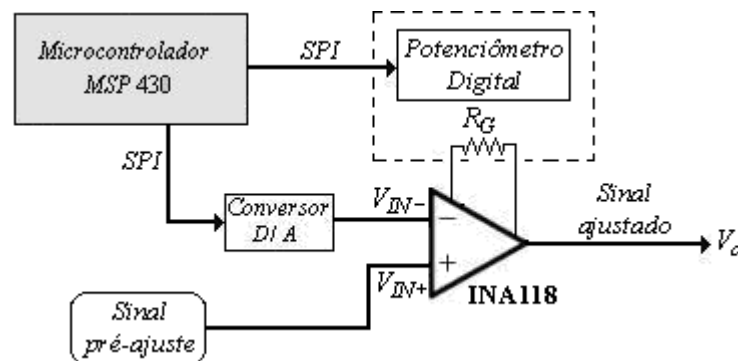 Microcontrolador
MSP 430
SPI
Potenciômetro
Digital
R_G
SPI
Conversor
D/A
V_IN-
Sinal
ajustado
V_o
V_IN+
INA118
Sinal
pré-ajuste